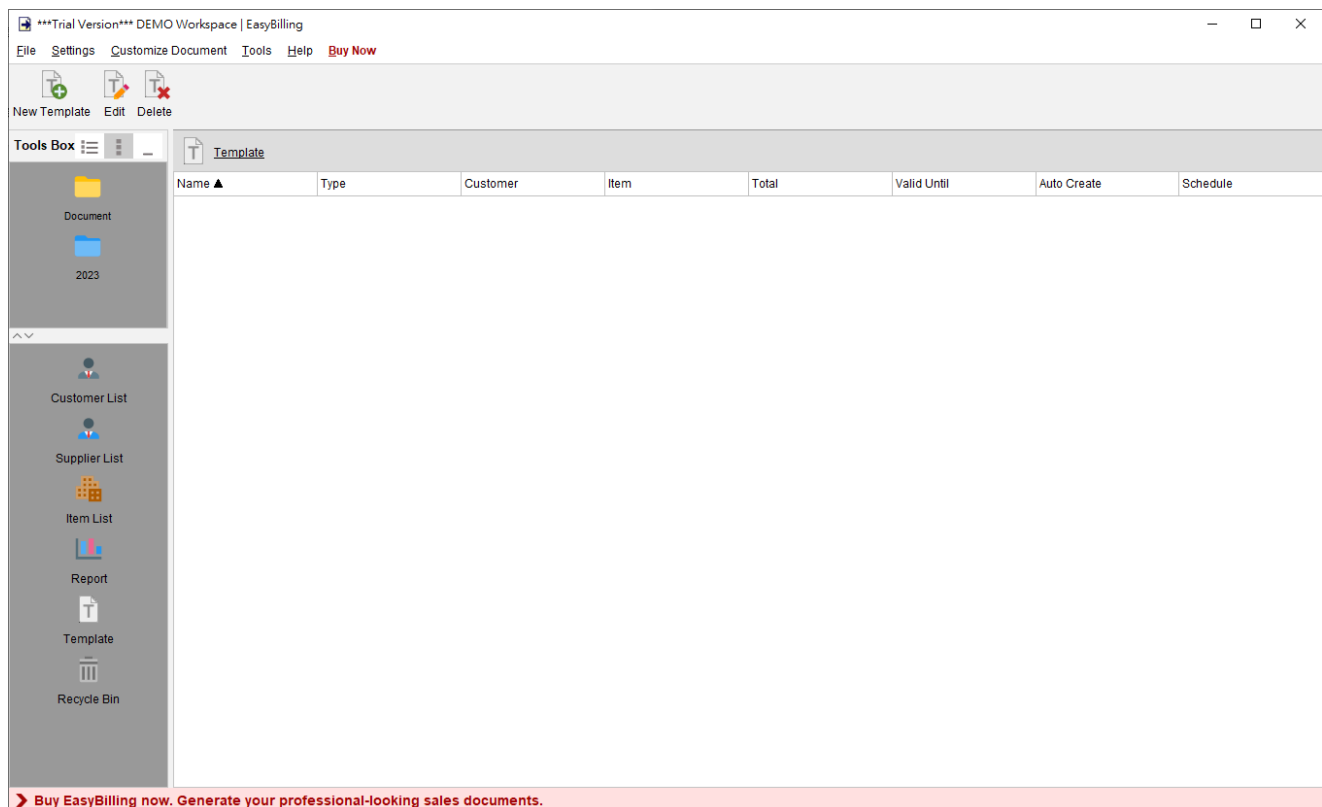 ***Trial Version*** DEMO Workspace | EasyBilling
File Settings Customize Document Tools Help Buy Now
New Template Edit Delete
Tools Box
Template
Name Type Customer Item Total Valid Until Auto Create Schedule
Document
2023
Customer List
Supplier List
Item List
Report
Template
Recycle Bin
Buy EasyBilling now. Generate your professional-looking sales documents.